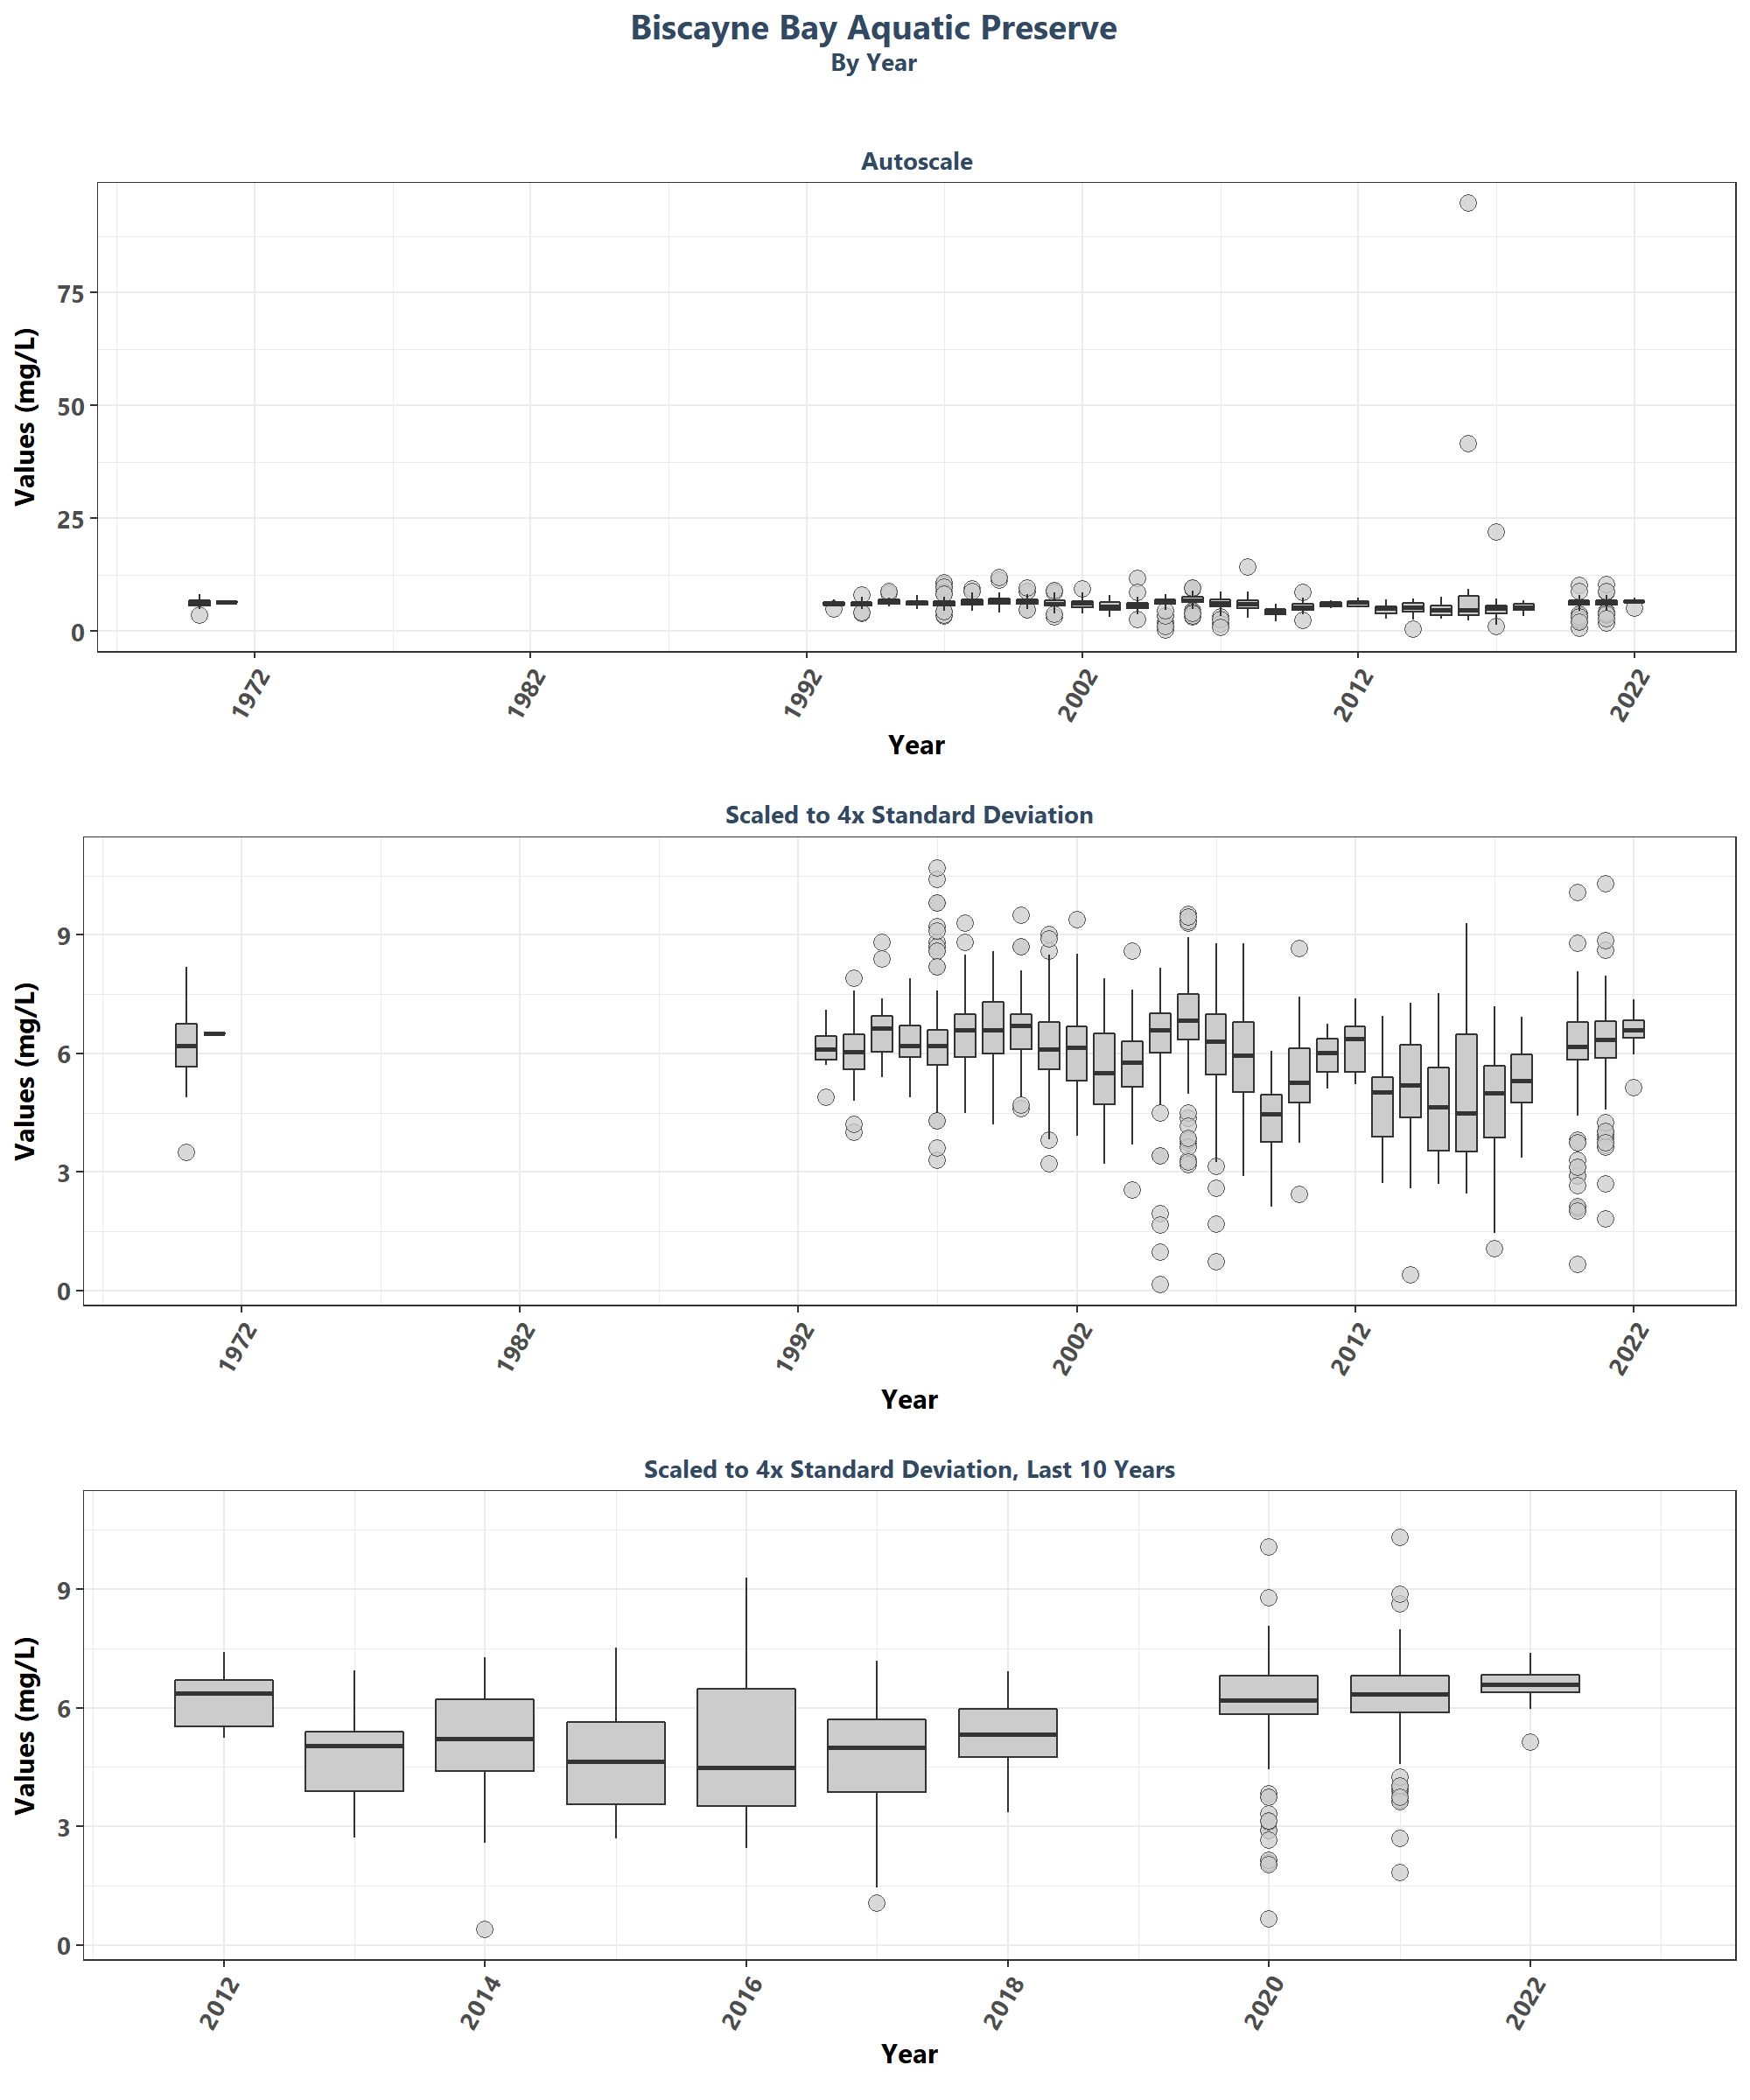 Biscayne Bay Aquatic Preserve
By Year
Autoscale
Values (mg/L)
75
50
25
0
1972
1982
1992
2002
2012
2022
Year
Scaled to 4x Standard Deviation
Values (mg/L)
9
6
3
0
1972
1982
1992
2002
2012
2022
Year
Scaled to 4x Standard Deviation, Last 10 Years
Values (mg/L)
9
6
3
0
2012
2014
2016
2018
2020
2022
Year